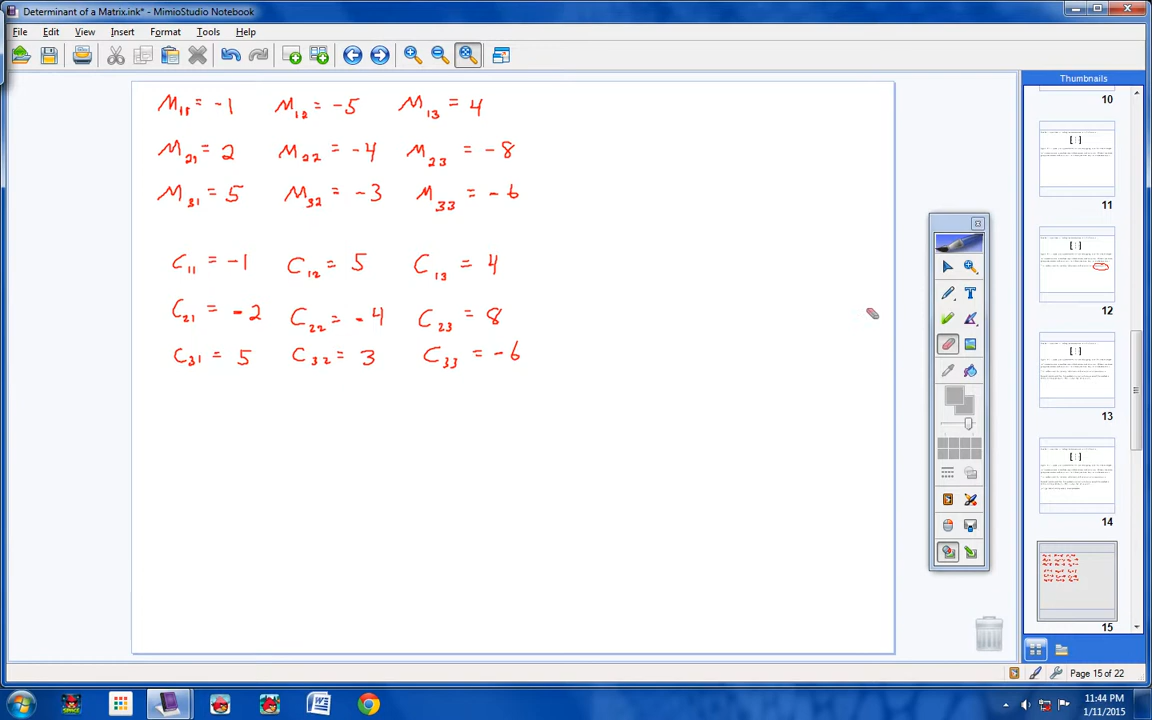 Determinant of a Matrix.ink* - MimioStudio Notebook
File Edit View Insert Format Tools Help
Thumbnails
M₁₁ = -1 M₁₂ = -5 M₁₃ = 4
M₂₁ = 2 M₂₂ = -4 M₂₃ = -8
M₃₁ = 5 M₃₂ = -3 M₃₃ = -6
C₁₁ = -1 C₁₂ = 5 C₁₃ = 4
C₂₁ = -2 C₂₂ = -4 C₂₃ = 8
C₃₁ = 5 C₃₂ = 3 C₃₃ = -6
10
11
12
13
14
15
Page 15 of 22
11:44 PM
1/11/2015